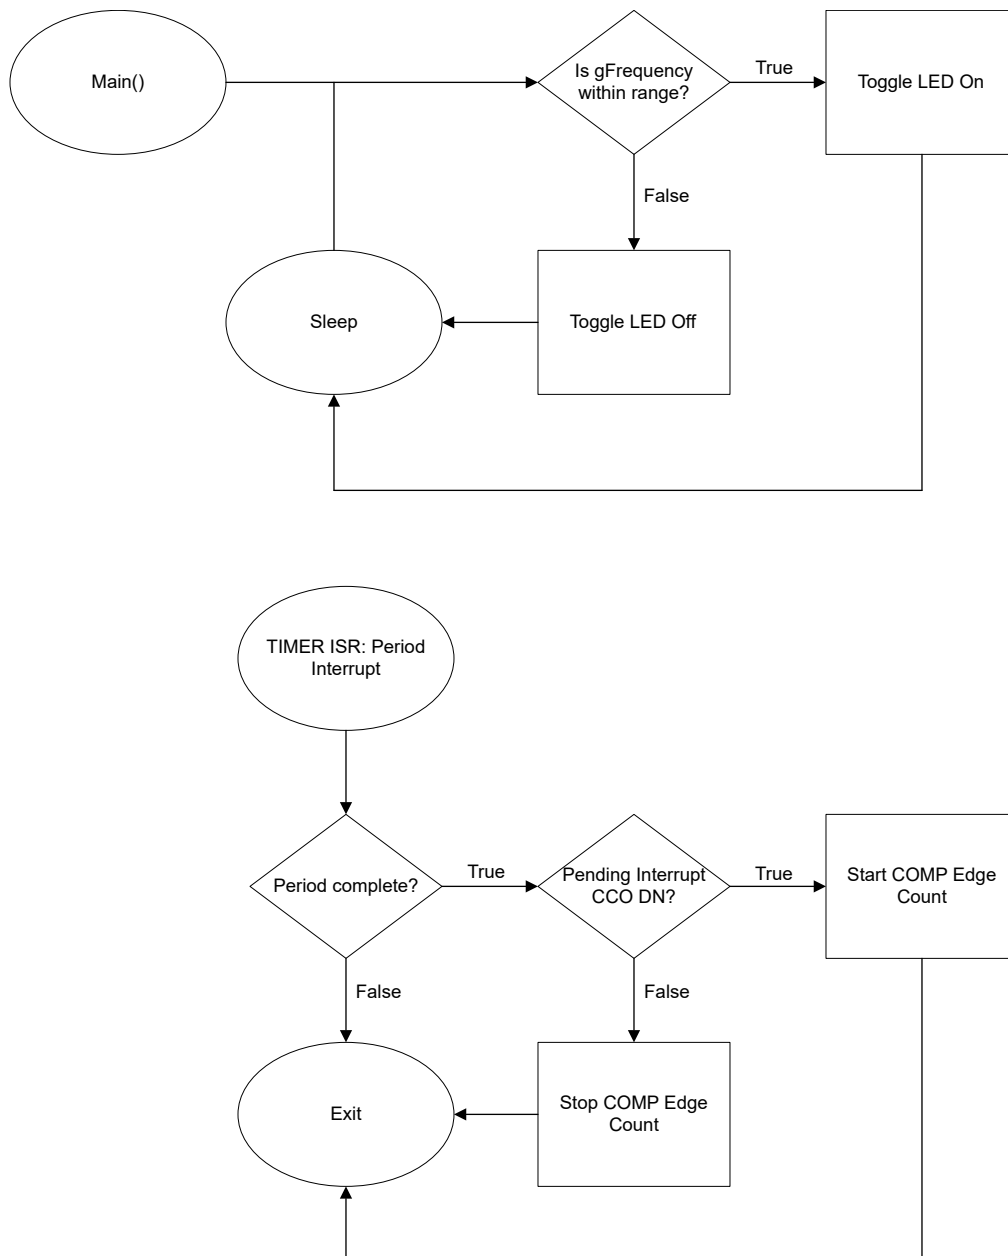 Main()
Is gFrequency
within range?
True
Toggle LED On
False
Sleep
Toggle LED Off
TIMER ISR: Period
Interrupt
Period complete?
True
Pending Interrupt
CCO DN?
True
Start COMP Edge
Count
False
False
Exit
Stop COMP Edge
Count